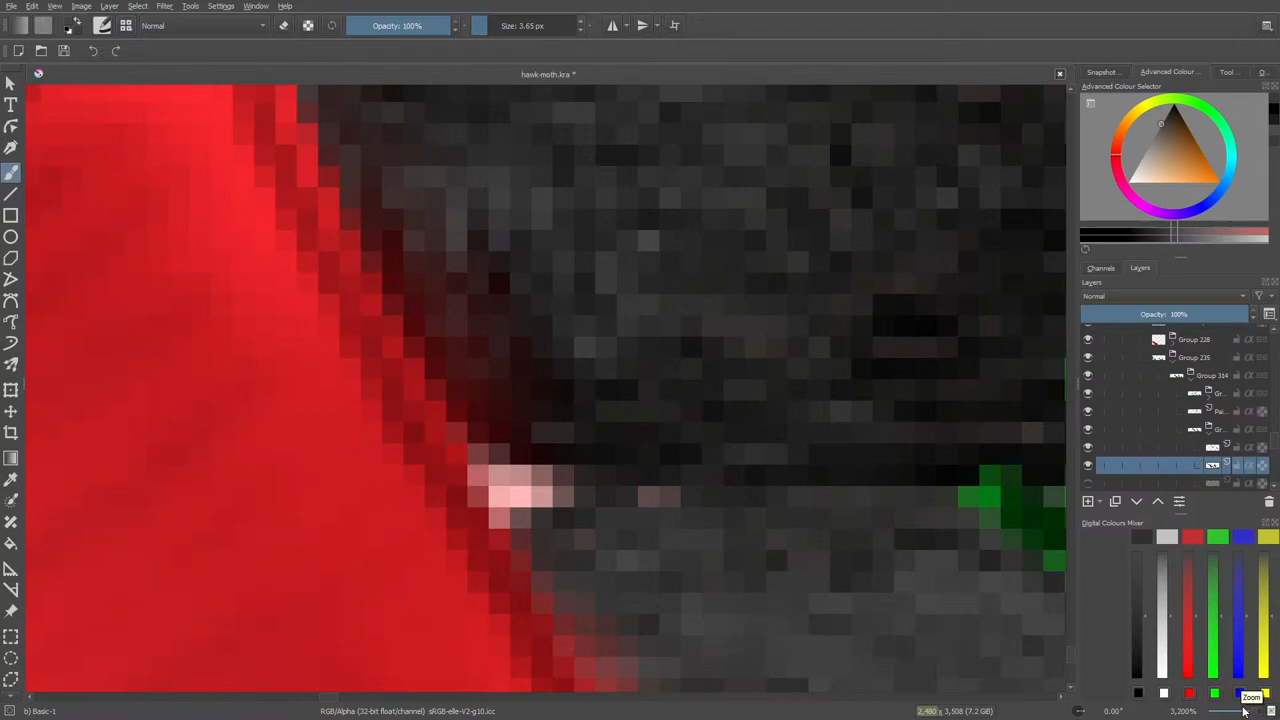 File Edit View Image Layer Select Filter Tools Settings Window Help
Normal Opacity: 100% Size: 3.65 px
hawk-moth.kra *
Snapshot ... Advanced Colour ... Tool ... O...
Advanced Colour Selector
Channels Layers
Layers
Normal
Opacity: 100%
Group 228
Group 235
Group 314
Gr...
Pai...
Gr...
Digital Colours Mixer
Zoom
b) Basic-1 RGB/Alpha (32-bit float/channel) sRGB-elle-V2-g10.icc 2,480 x 3,508 (7.2 GB) 0.00° 3,200%